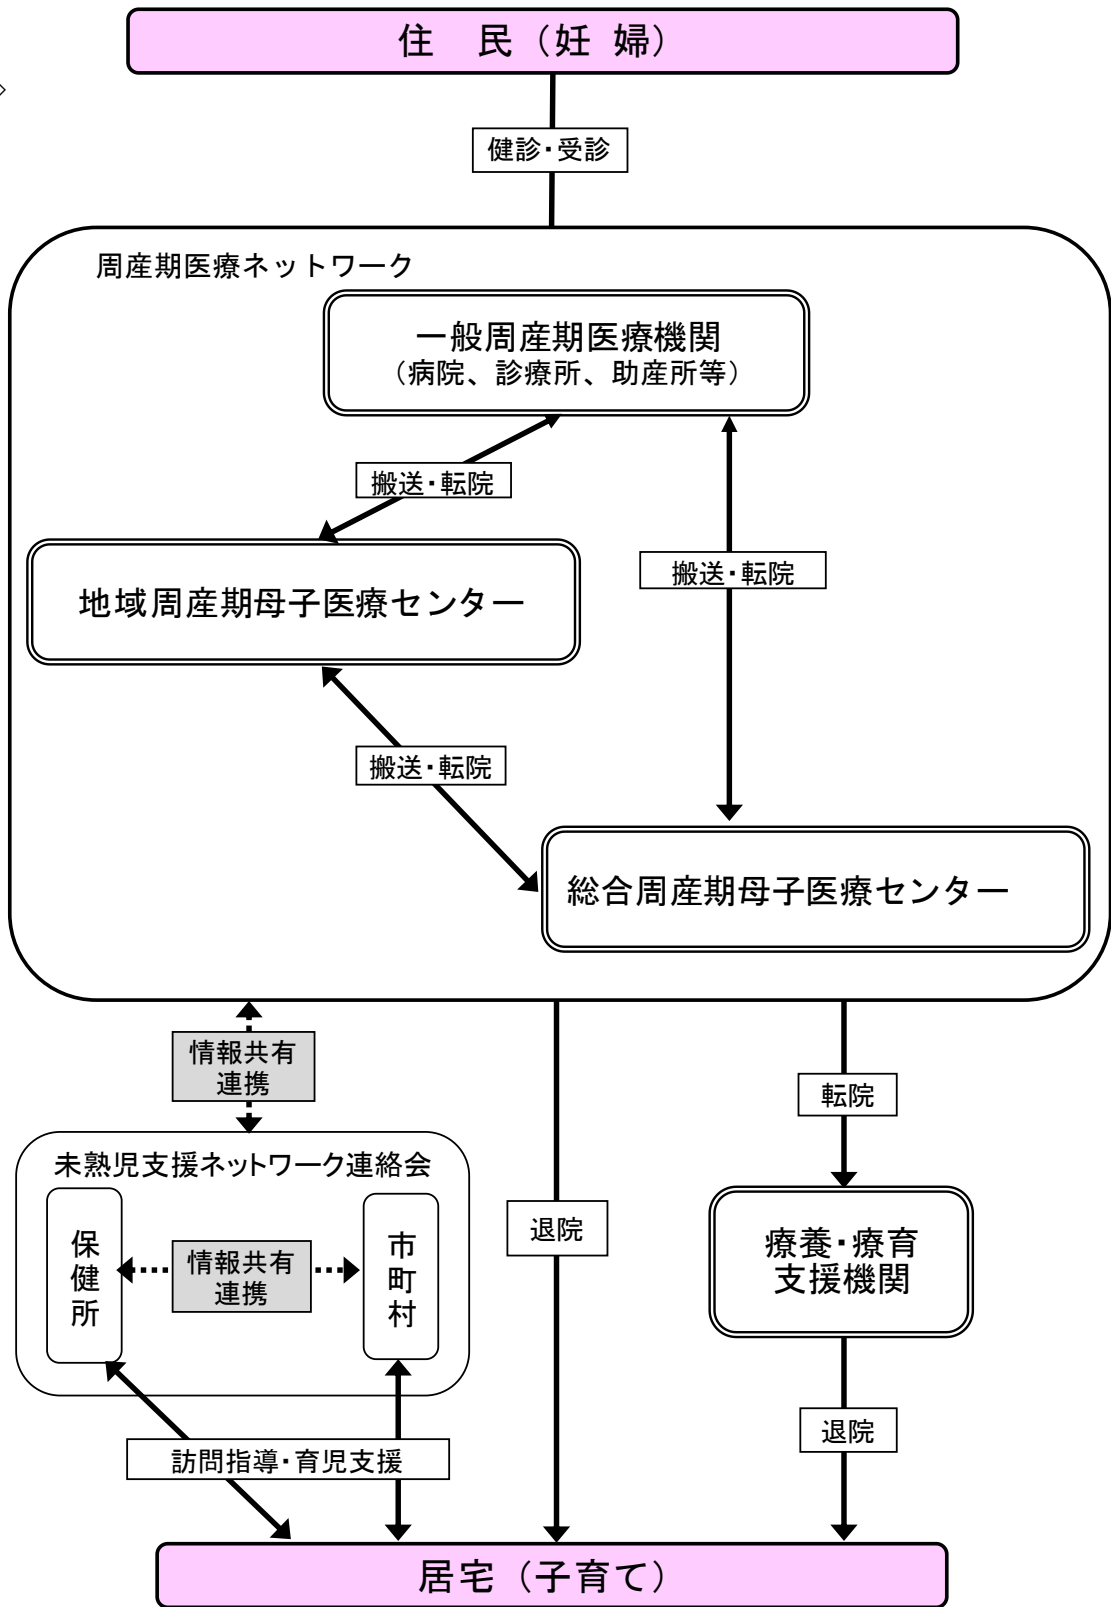 住　民（妊 婦）
健診・受診
周産期医療ネットワーク
一般周産期医療機関
（病院、診療所、助産所等）
搬送・転院
搬送・転院
地域周産期母子医療センター
搬送・転院
総合周産期母子医療センター
情報共有
連携
転院
未熟児支援ネットワーク連絡会
保健所
情報共有
連携
市町村
退院
療養・療育
支援機関
退院
訪問指導・育児支援
居宅（子育て）